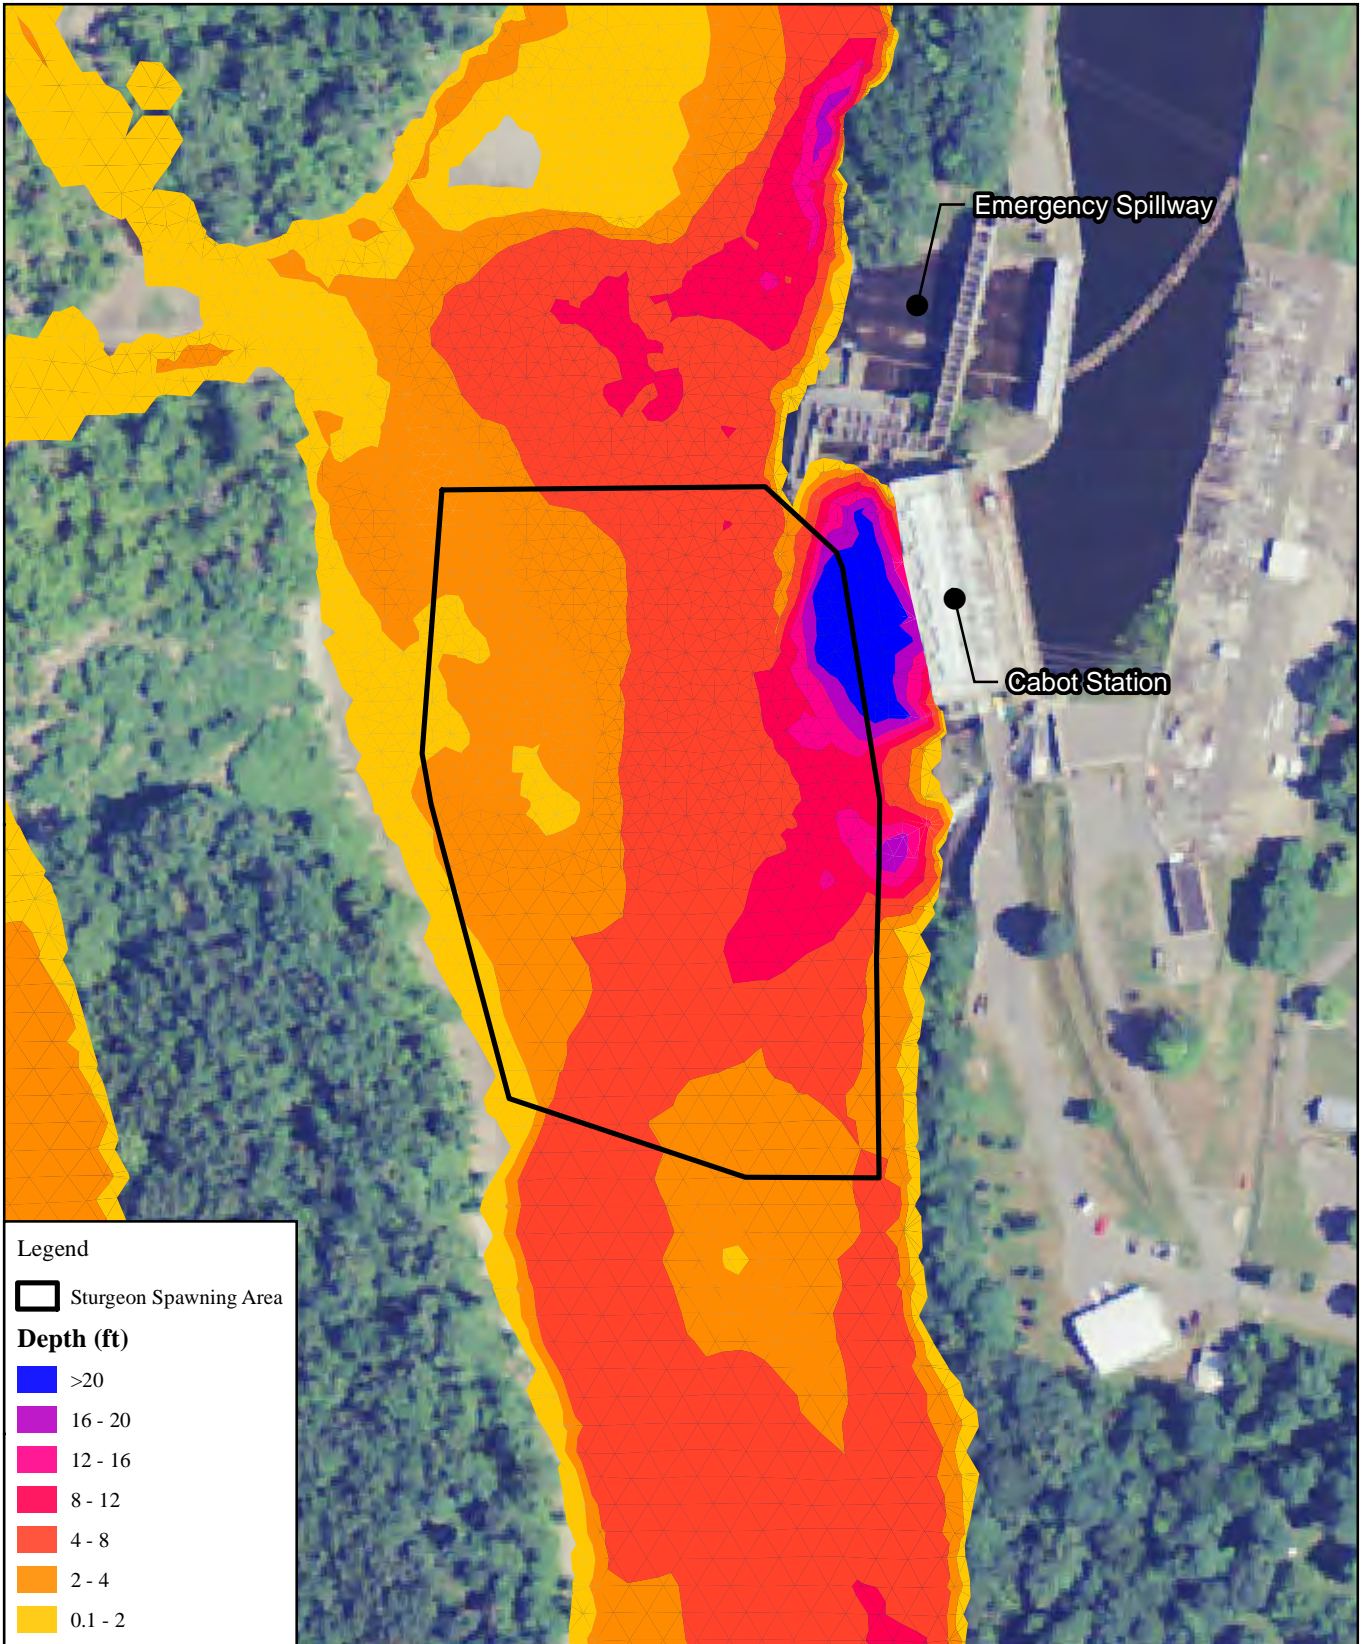 Emergency Spillway
Cabot Station
Legend
Sturgeon Spawning Area
Depth (ft)
>20
16 - 20
12 - 16
8 - 12
4 - 8
2 - 4
0.1 - 2